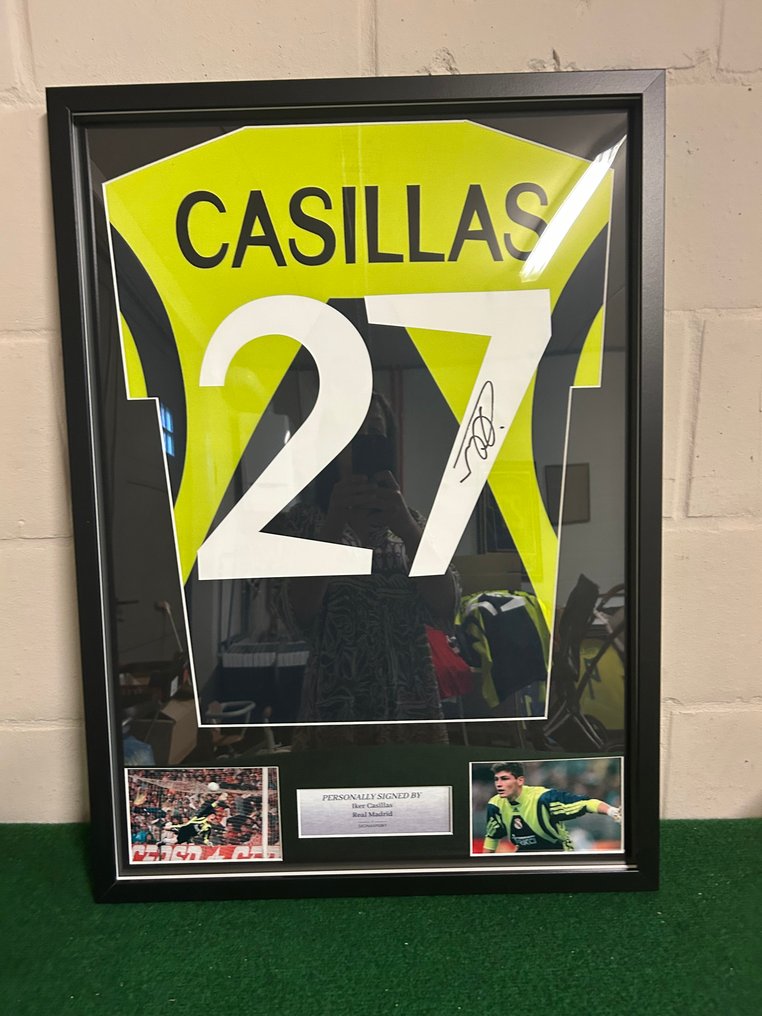 CASILLAS
27
PERSONALLY SIGNED BY
Iker Casillas
Real Madrid